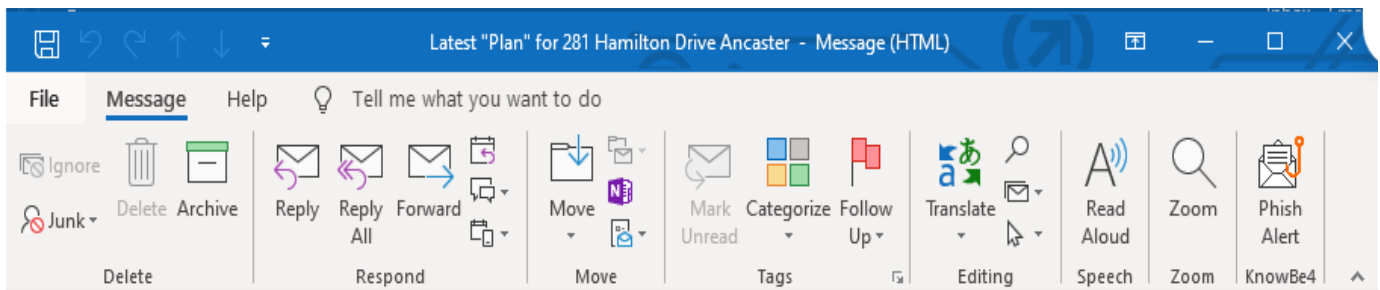 Latest "Plan" for 281 Hamilton Drive Ancaster - Message (HTML)
File Message Help Tell me what you want to do
Ignore
Junk
Delete Archive
Reply Reply All Forward
Move
Mark Unread Categorize Follow Up
Translate
Read Aloud
Zoom
Phish Alert
Delete Respond Move Tags Editing Speech Zoom KnowBe4